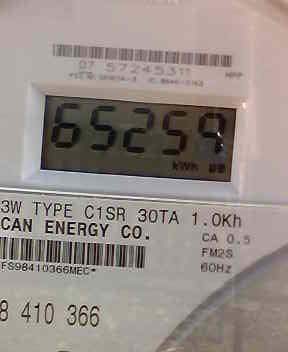 07 57245311 MPP
65259
kWh
3W TYPE C1SR 30TA 1.0Kh
CAN ENERGY CO. CA 0.5
FM2S
FS98410366MEC* 60Hz
8 410 366